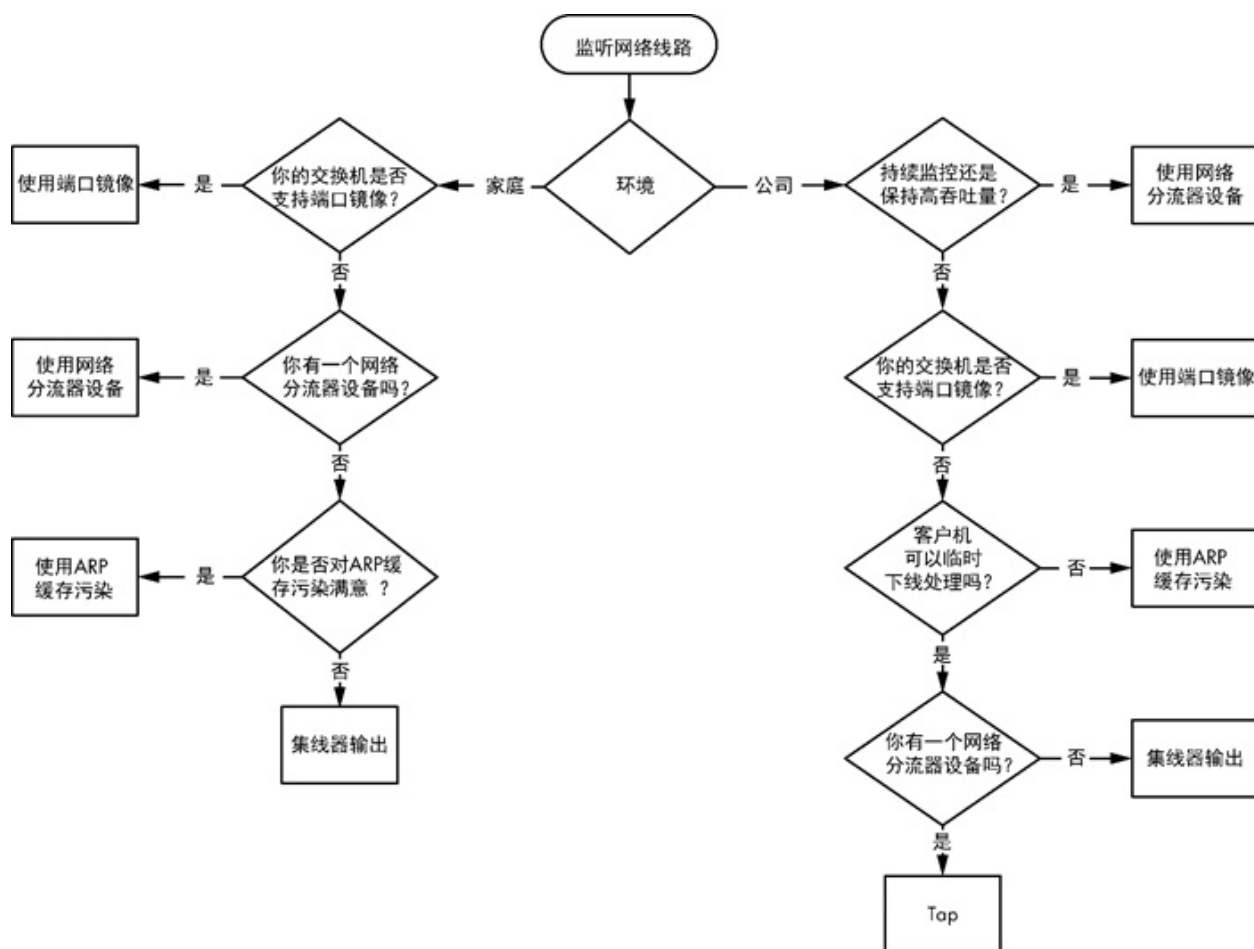 监听网络线路
环境
家庭
公司
你的交换机是否
支持端口镜像?
是
使用端口镜像
否
你有一个网络
分流器设备吗?
是
使用网络
分流器设备
否
你是否对ARP缓
存污染满意 ?
是
使用ARP
缓存污染
否
集线器输出
持续监控还是
保持高吞吐量?
是
使用网络
分流器设备
否
你的交换机是否
支持端口镜像?
是
使用端口镜像
否
客户机
可以临时
下线处理吗?
否
使用ARP
缓存污染
是
你有一个网络
分流器设备吗?
否
集线器输出
是
Tap